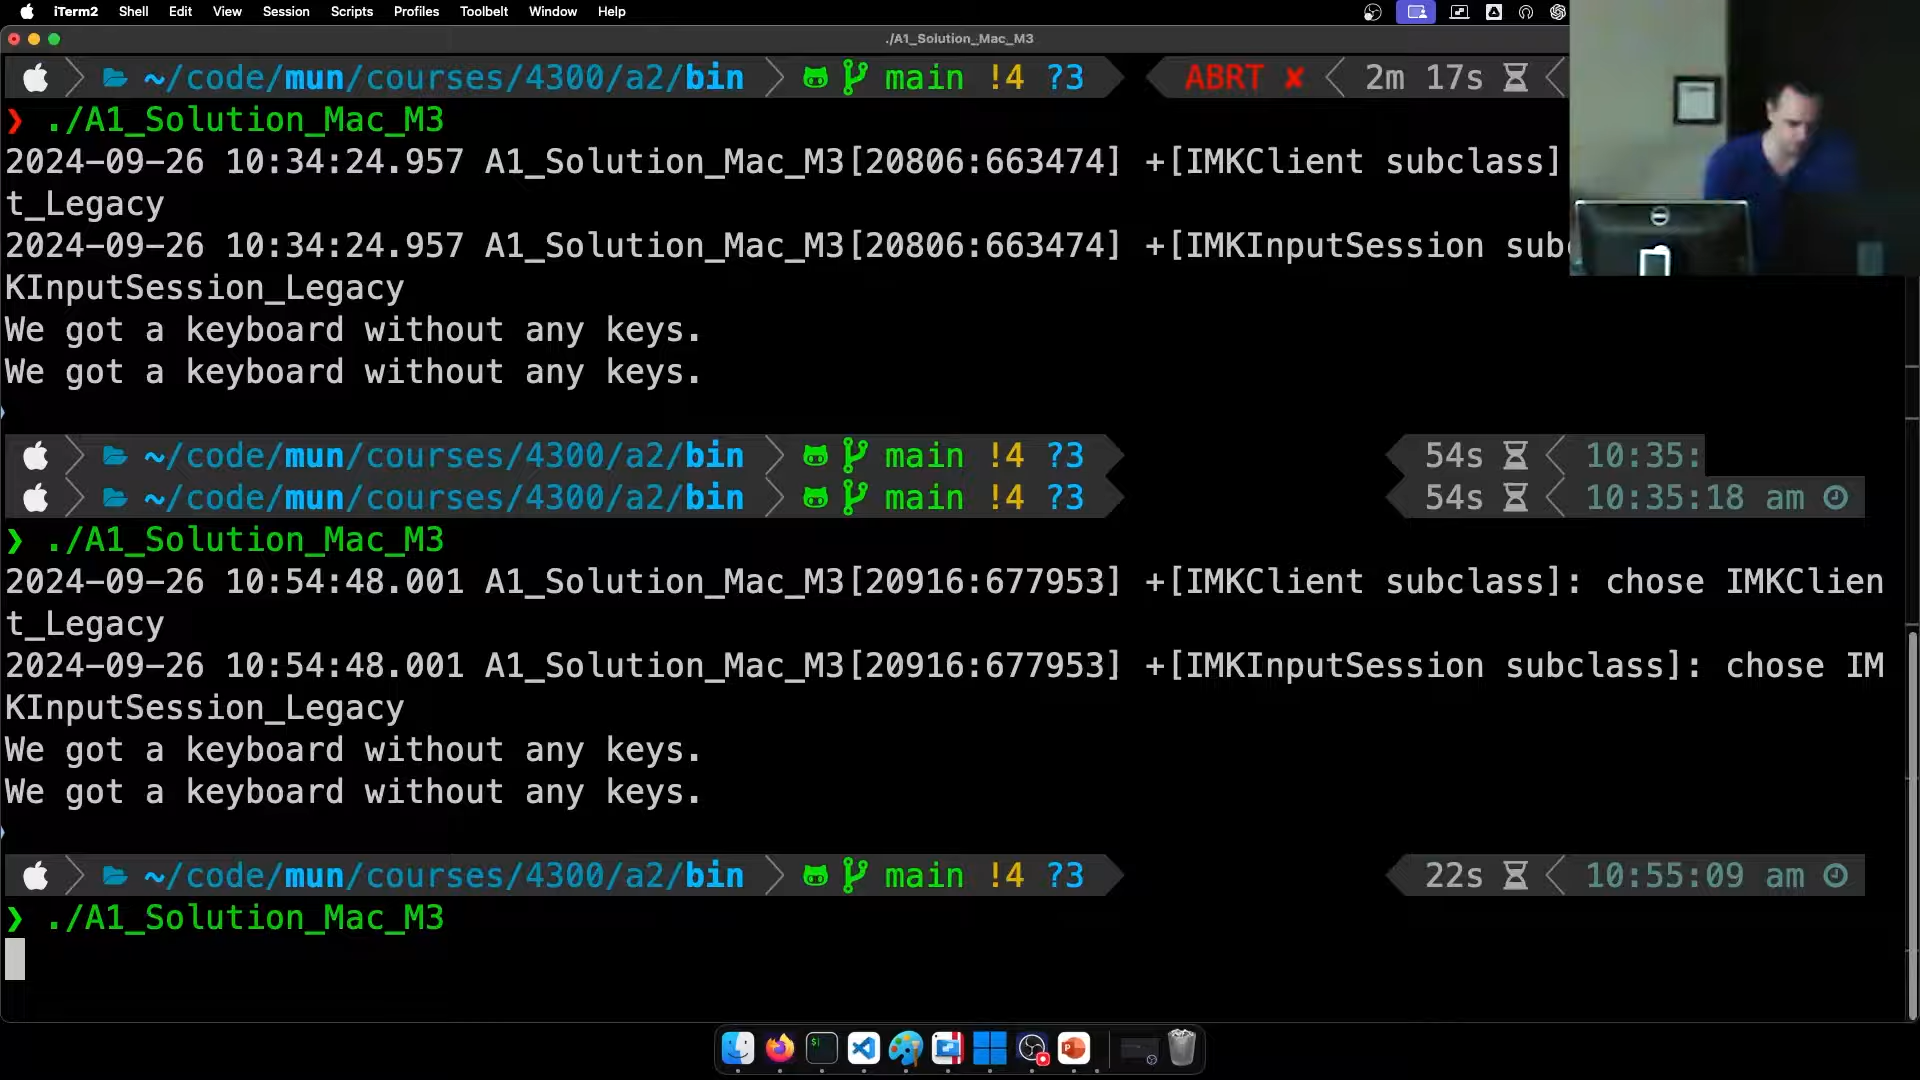 iTerm2 Shell Edit View Session Scripts Profiles Toolbelt Window Help
./A1_Solution_Mac_M3
~/code/mun/courses/4300/a2/bin main !4 ?3 ABRT ✘ 2m 17s
❯ ./A1_Solution_Mac_M3
2024-09-26 10:34:24.957 A1_Solution_Mac_M3[20806:663474] +[IMKClient subclass]
t_Legacy
2024-09-26 10:34:24.957 A1_Solution_Mac_M3[20806:663474] +[IMKInputSession sub
KInputSession_Legacy
We got a keyboard without any keys.
We got a keyboard without any keys.
~/code/mun/courses/4300/a2/bin main !4 ?3 54s 10:35:
~/code/mun/courses/4300/a2/bin main !4 ?3 54s 10:35:18 am
❯ ./A1_Solution_Mac_M3
2024-09-26 10:54:48.001 A1_Solution_Mac_M3[20916:677953] +[IMKClient subclass]: chose IMKClien
t_Legacy
2024-09-26 10:54:48.001 A1_Solution_Mac_M3[20916:677953] +[IMKInputSession subclass]: chose IM
KInputSession_Legacy
We got a keyboard without any keys.
We got a keyboard without any keys.
~/code/mun/courses/4300/a2/bin main !4 ?3 22s 10:55:09 am
❯ ./A1_Solution_Mac_M3